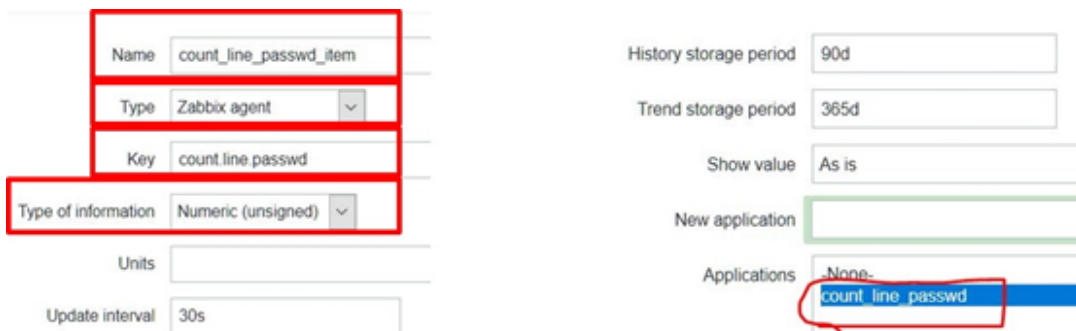 Name count_line_passwd_item
Type Zabbix agent
Key count.line.passwd
Type of information Numeric (unsigned)
Units
Update interval 30s
History storage period 90d
Trend storage period 365d
Show value As is
New application
Applications -None-
count_line_passwd